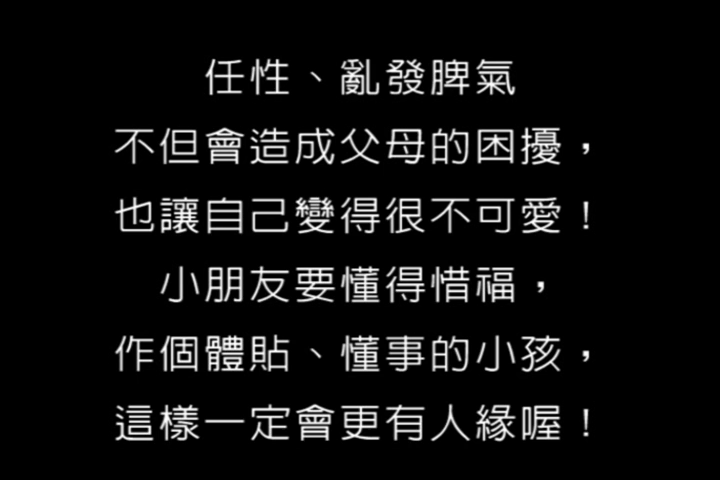 任性、亂發脾氣
不但會造成父母的困擾，
也讓自己變得很不可愛！
小朋友要懂得惜福，
作個體貼、懂事的小孩，
這樣一定會更有人緣喔！